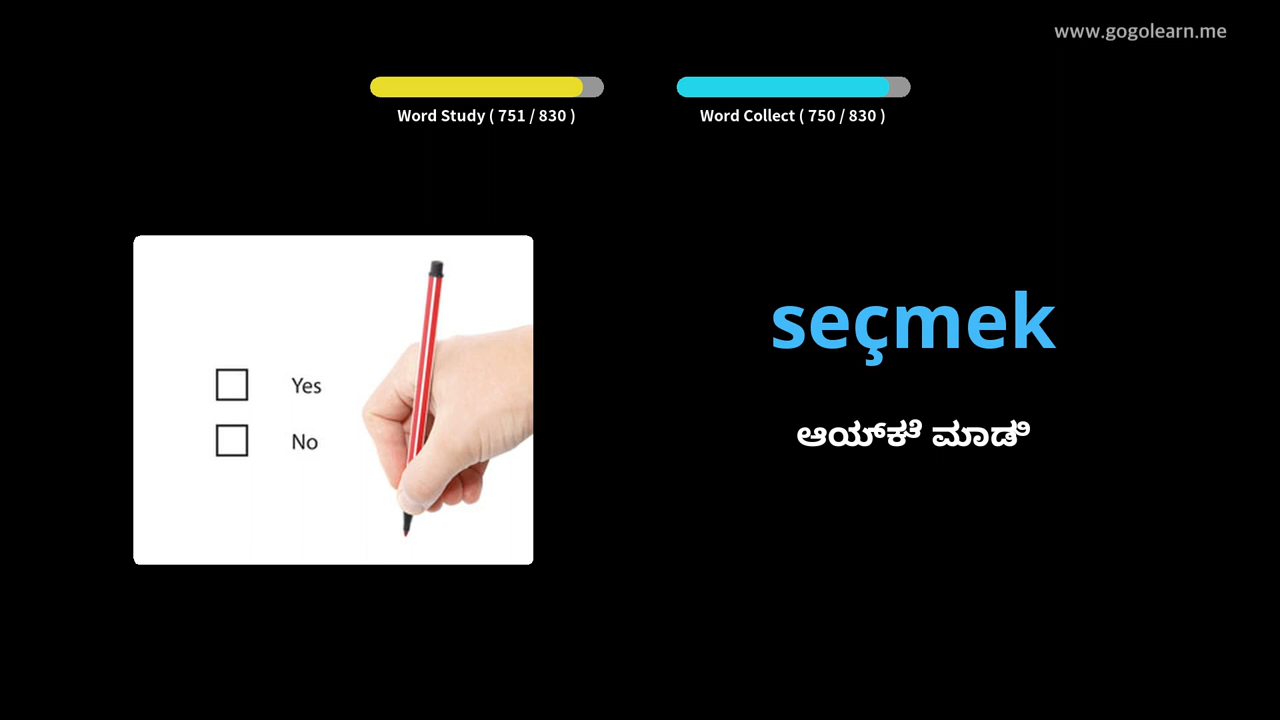 www.gogolearn.me
Word Study ( 751 / 830 )
Word Collect ( 750 / 830 )
Yes
No
seçmek
ಆಯ್ಕೆ ಮಾಡಿ